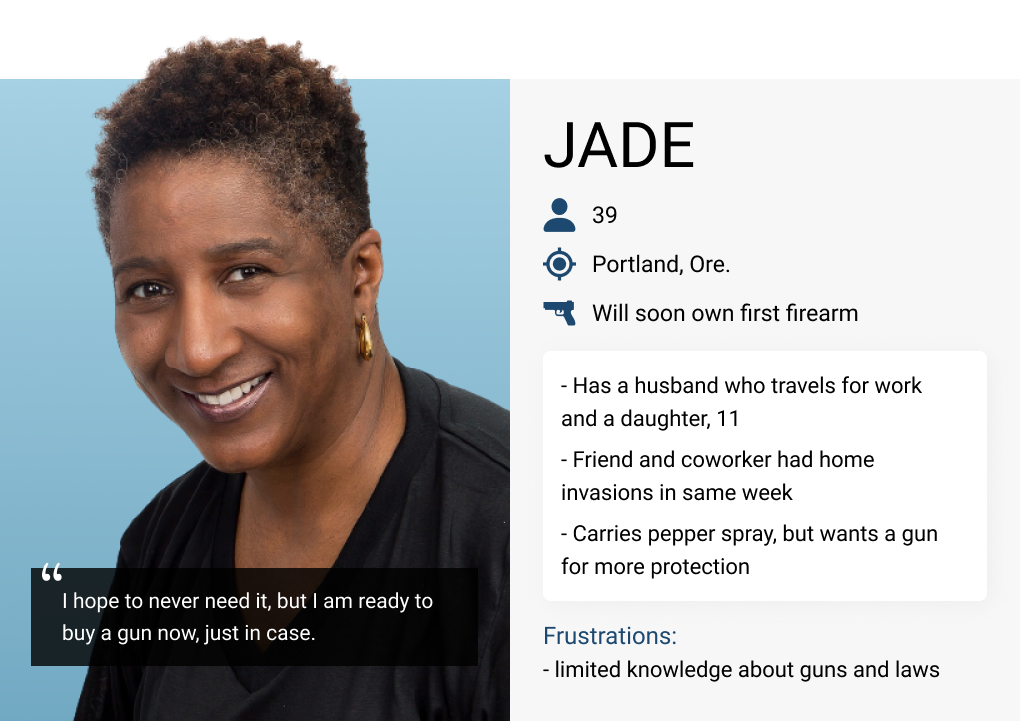 JADE
39
Portland, Ore.
Will soon own first firearm
- Has a husband who travels for work
and a daughter, 11
- Friend and coworker had home
invasions in same week
- Carries pepper spray, but wants a gun
for more protection
Frustrations:
- limited knowledge about guns and laws
“
I hope to never need it, but I am ready to
buy a gun now, just in case.